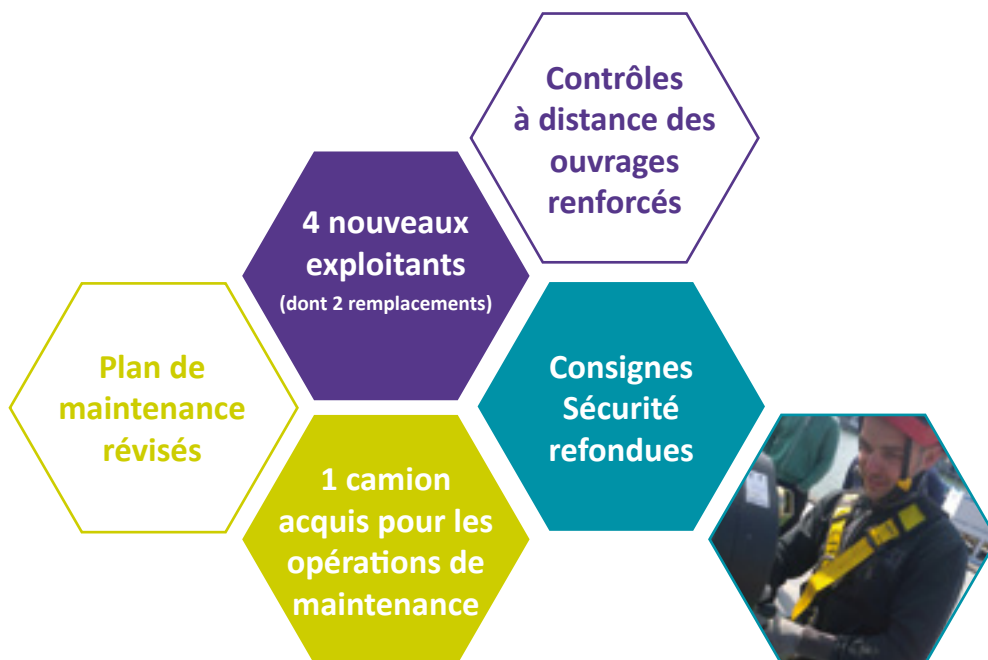 Contrôles
à distance des
ouvrages
renforcés
4 nouveaux
exploitants
(dont 2 remplacements)
Plan de
maintenance
révisés
Consignes
Sécurité
refondues
1 camion
acquis pour les
opérations de
maintenance